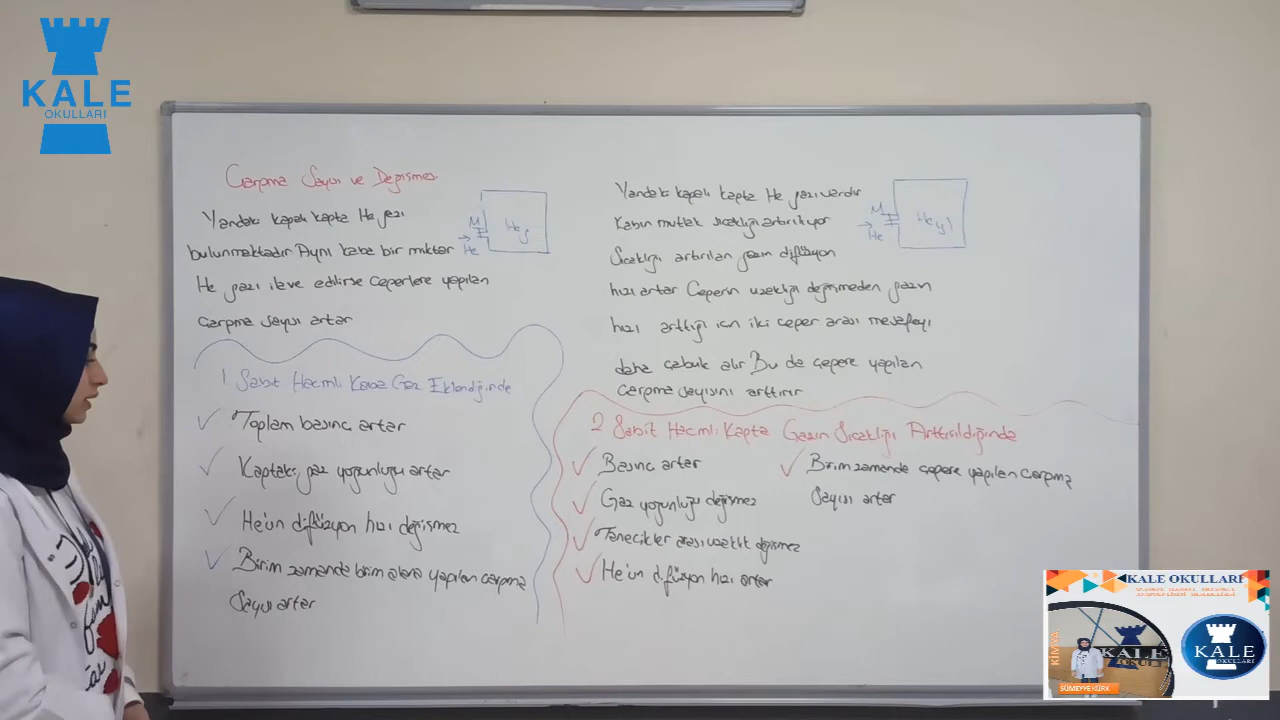 KALE
OKULLARI
Çarpma Sayısı ve Değişmesi
Yandaki kapalı kapta He gazı
bulunmaktadır Aynı kaba bir miktar
He gazı ilave edilirse çeperlere yapılan
çarpma sayısı artar
M
He
He g
1 Sabit Hacimli Kaba Gaz Eklendiğinde
Toplam basınç artar
Kaptaki gaz yoğunluğu artar
He'un difüzyon hızı değişmez
Birim zamanda birim alana yapılan çarpma
Sayısı artar
Yandaki kapalı kapta He gazı vardır
Kabın mutlak sıcaklığı artırılıyor
Sıcaklığı artırılan gazın difüzyon
hızı artar Çeperin uzaklığı değişmeden gazın
hızı arttığı için iki çeper arası mesafeyi
daha çabuk alır Bu da çepere yapılan
çarpma sayısını arttırır
M
He
He
2 Sabit Hacimli Kapta Gazın Sıcaklığı Arttırıldığında
Basınç artar
Gaz yoğunluğu değişmez
Tanecikler arası uzaklık değişmez
He'un difüzyon hızı artar
Birim zamanda çepere yapılan çarpma
Sayısı artar
KALE OKULLARI
KİMYA
KALE
SÜMEYYE KÜRK
KALE
OKULLARI